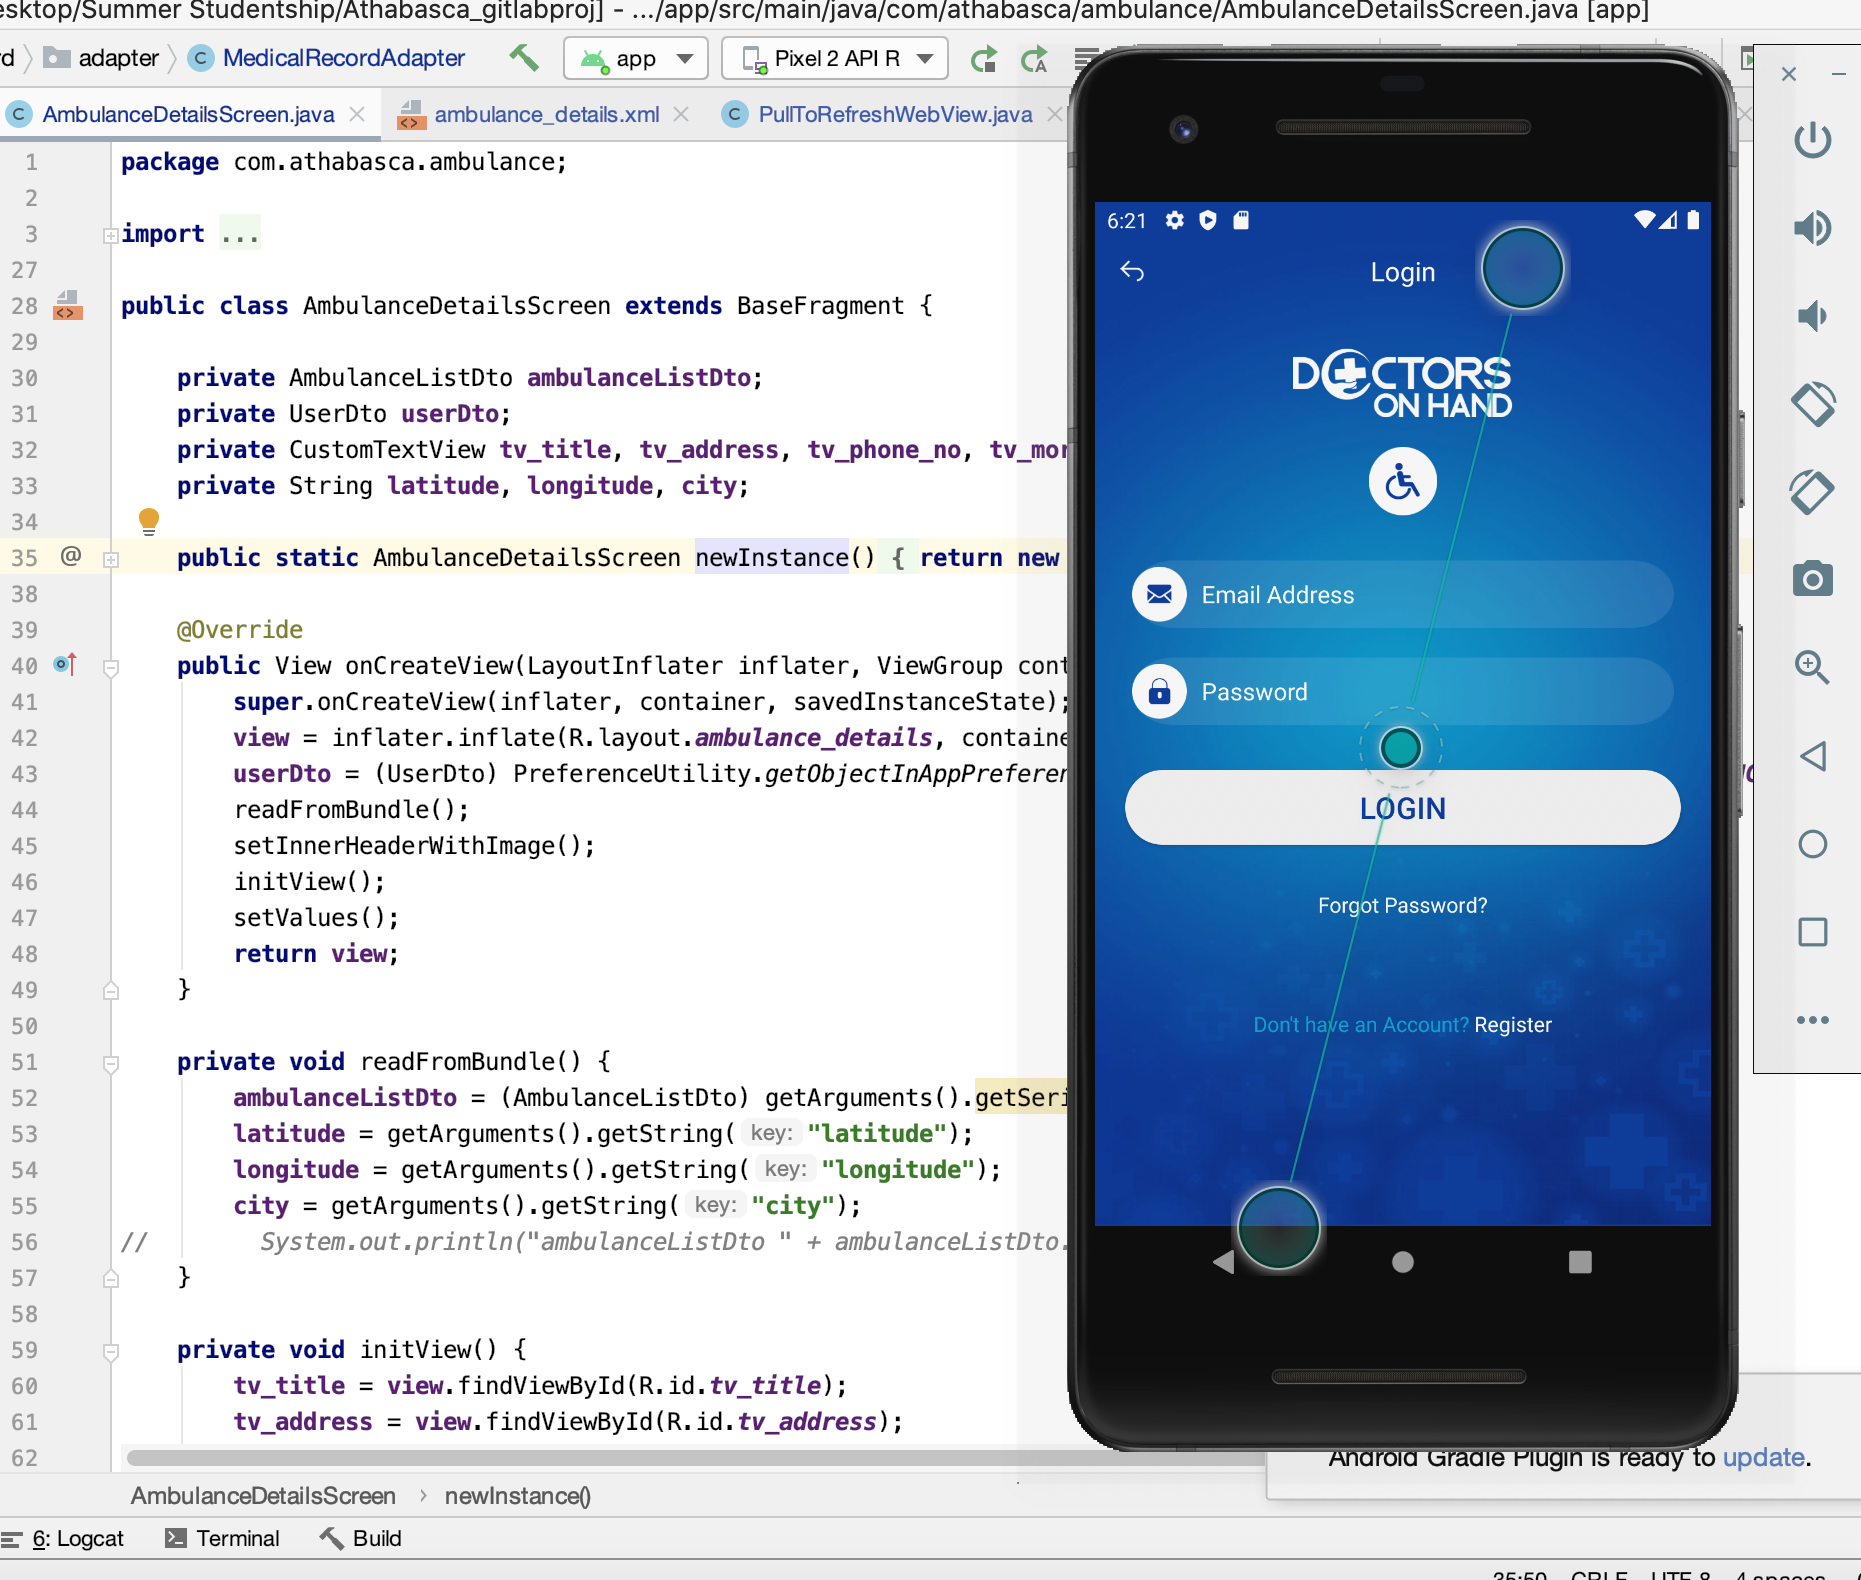 esktop/Summer Studentship/Athabasca_gitlabproj] - .../app/src/main/java/com/athabasca/ambulance/AmbulanceDetailsScreen.java [app]
adapter C MedicalRecordAdapter app Pixel 2 API R
C AmbulanceDetailsScreen.java ambulance_details.xml C PullToRefreshWebView.java
1 package com.athabasca.ambulance;
2
3 import ...
27
28 public class AmbulanceDetailsScreen extends BaseFragment {
29
30 private AmbulanceListDto ambulanceListDto;
31 private UserDto userDto;
32 private CustomTextView tv_title, tv_address, tv_phone_no, tv_mor
33 private String latitude, longitude, city;
34
35 @ public static AmbulanceDetailsScreen newInstance() { return new
38
39 @Override
40 public View onCreateView(LayoutInflater inflater, ViewGroup cont
41 super.onCreateView(inflater, container, savedInstanceState);
42 view = inflater.inflate(R.layout.ambulance_details, containe
43 userDto = (UserDto) PreferenceUtility.getObjectInAppPreferen
44 readFromBundle();
45 setInnerHeaderWithImage();
46 initView();
47 setValues();
48 return view;
49 }
50
51 private void readFromBundle() {
52 ambulanceListDto = (AmbulanceListDto) getArguments().getSeri
53 latitude = getArguments().getString( key: "latitude");
54 longitude = getArguments().getString( key: "longitude");
55 city = getArguments().getString( key: "city");
56 // System.out.println("ambulanceListDto " + ambulanceListDto.
57 }
58
59 private void initView() {
60 tv_title = view.findViewById(R.id.tv_title);
61 tv_address = view.findViewById(R.id.tv_address);
62
6:21
Login
DOCTORS
ON HAND
Email Address
Password
LOGIN
Forgot Password?
Don't have an Account? Register
Android Gradle Plugin is ready to update.
AmbulanceDetailsScreen › newInstance()
6: Logcat Terminal Build
35:50 CRLF UTF-8 4 spaces